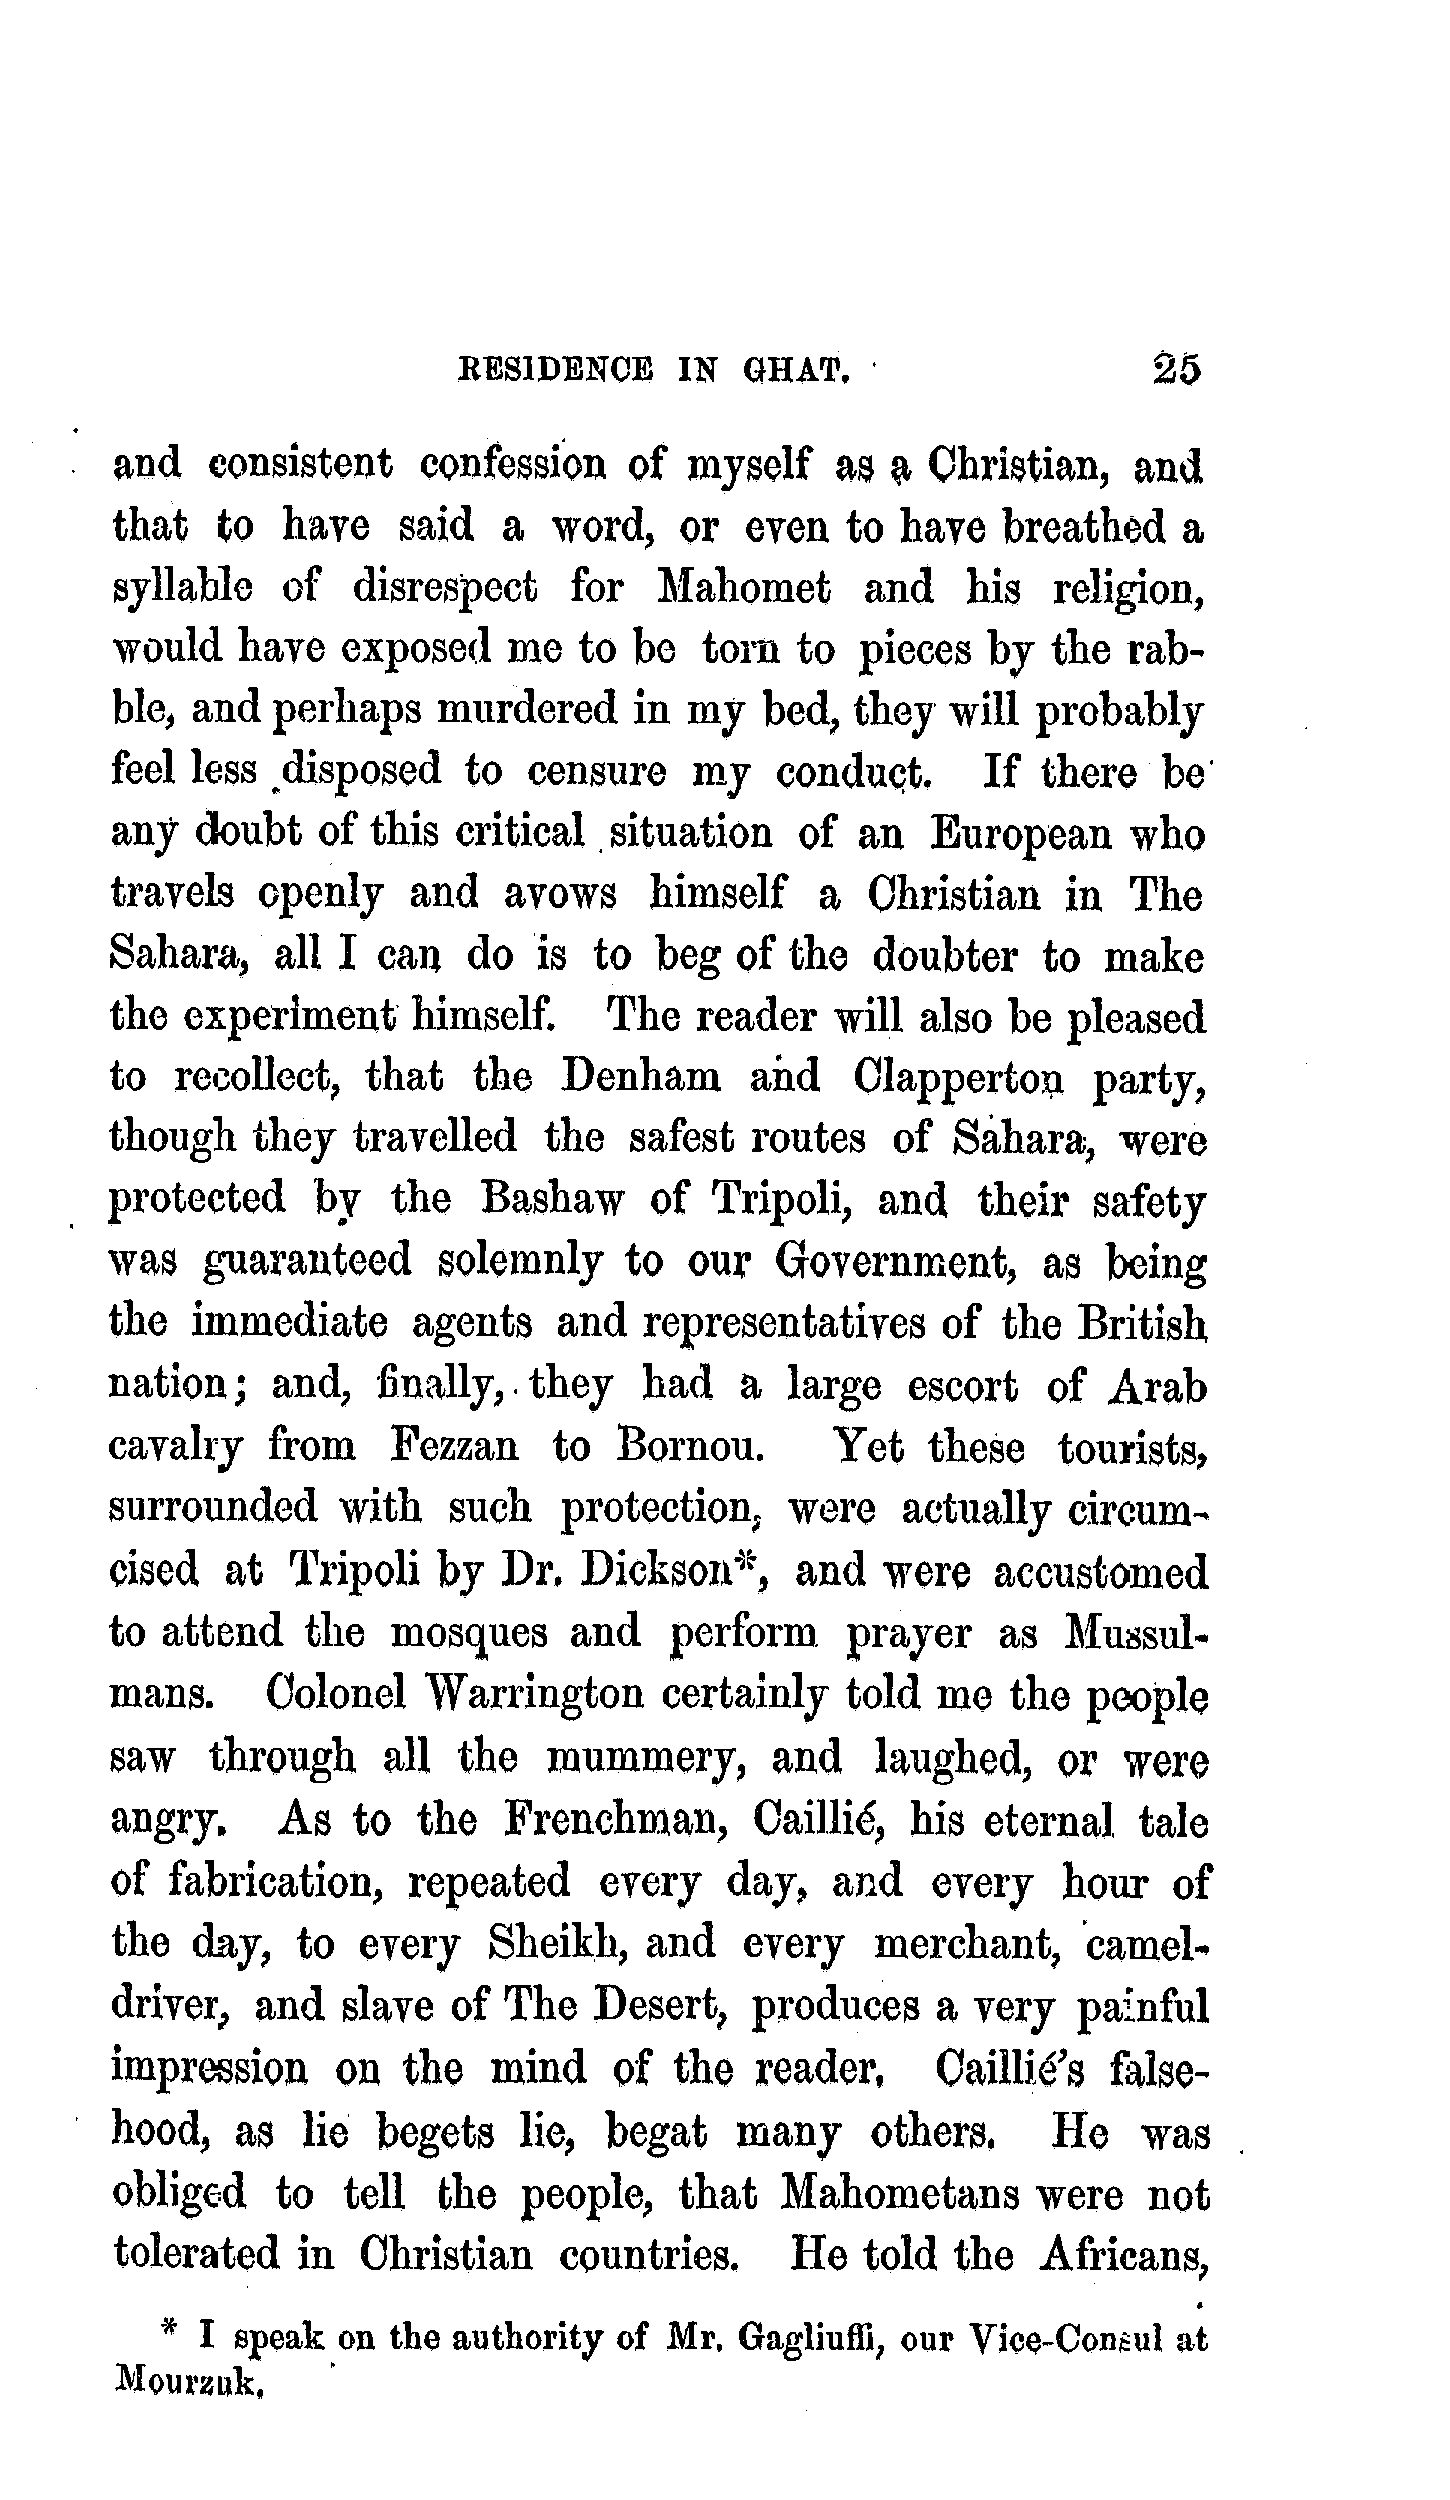 RESIDENCE IN GHAT. 25
and consistent confession of myself as a Christian, and
that to have said a word, or even to have breathed a
syllable of disrespect for Mahomet and his religion,
would have exposed me to be torn to pieces by the rab-
ble, and perhaps murdered in my bed, they will probably
feel less disposed to censure my conduct. If there be
any doubt of this critical situation of an European who
travels openly and avows himself a Christian in The
Sahara, all I can do is to beg of the doubter to make
the experiment himself. The reader will also be pleased
to recollect, that the Denham and Clapperton party,
though they travelled the safest routes of Sahara, were
protected by the Bashaw of Tripoli, and their safety
was guaranteed solemnly to our Government, as being
the immediate agents and representatives of the British
nation; and, finally, they had a large escort of Arab
cavalry from Fezzan to Bornou. Yet these tourists,
surrounded with such protection, were actually circum-
cised at Tripoli by Dr. Dickson*, and were accustomed
to attend the mosques and perform prayer as Mussul-
mans. Colonel Warrington certainly told me the people
saw through all the mummery, and laughed, or were
angry. As to the Frenchman, Caillié, his eternal tale
of fabrication, repeated every day, and every hour of
the day, to every Sheikh, and every merchant, camel-
driver, and slave of The Desert, produces a very painful
impression on the mind of the reader. Caillié's false-
hood, as lie begets lie, begat many others. He was
obliged to tell the people, that Mahometans were not
tolerated in Christian countries. He told the Africans,
* I speak on the authority of Mr. Gagliuffi, our Vice-Consul at
Mourzuk.